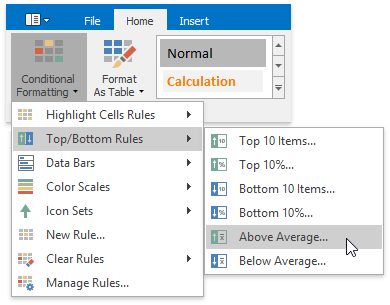 File Home Insert
Conditional Formatting
Format As Table
Normal
Calculation
Highlight Cells Rules
Top/Bottom Rules
Data Bars
Color Scales
Icon Sets
New Rule...
Clear Rules
Manage Rules...
Top 10 Items...
Top 10%...
Bottom 10 Items...
Bottom 10%...
Above Average...
Below Average...